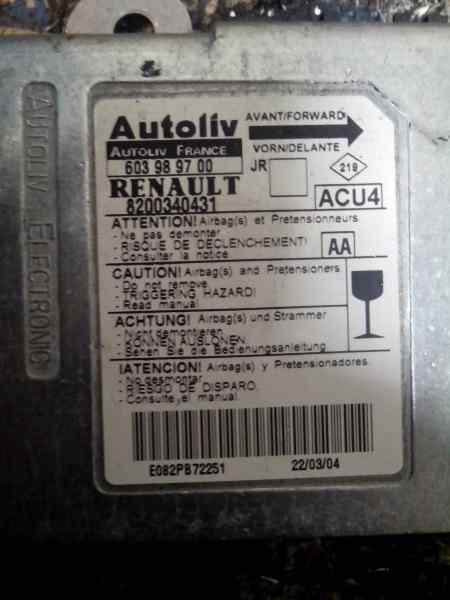 AUTOLIV ELECTRONIC
Autoliv
AVANT/FORWARD
AUTOLIV FRANCE
VORN/DELANTE
603 98 97 00
JR
219
RENAULT
ACU4
8200340431
ATTENTION! Airbag(s) et Pretensionneurs
- Ne pas demonter
- RISQUE DE DECLENCHEMENT!
- Consulter la notice
AA
CAUTION! Airbag(s) and Pretensioners
- Do not remove
- TRIGGERING HAZARD!
- Read manual
ACHTUNG! Airbag(s) und Strammer
- Nicht demontieren
- KÖNNEN AUSLÖNEN
- Sehen Sie die Bedienungsanleitung
!ATENCION! Airbag(s) y Pretensionadores.
- No desmontar
- RIESGO DE DISPARO.
- Consulte el manual
E082PB72251
22/03/04